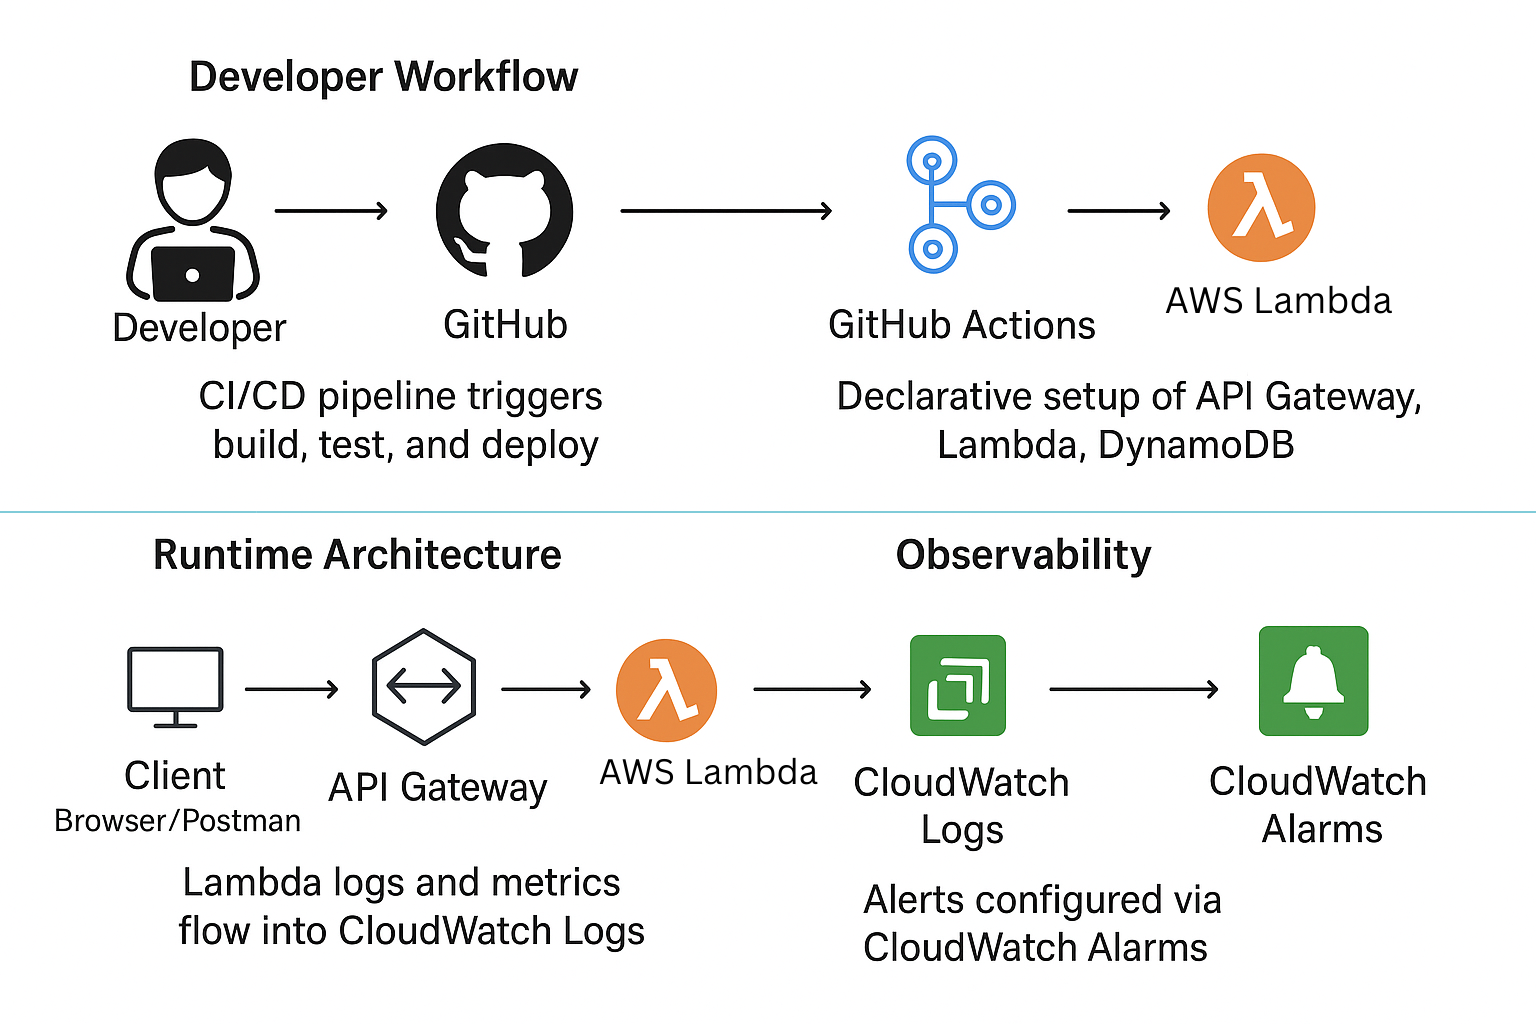 Developer Workflow
Developer
GitHub
GitHub Actions
AWS Lambda
CI/CD pipeline triggers
build, test, and deploy
Declarative setup of API Gateway,
Lambda, DynamoDB
Runtime Architecture
Observability
Client
Browser/Postman
API Gateway
AWS Lambda
CloudWatch
Logs
CloudWatch
Alarms
Lambda logs and metrics
flow into CloudWatch Logs
Alerts configured via
CloudWatch Alarms